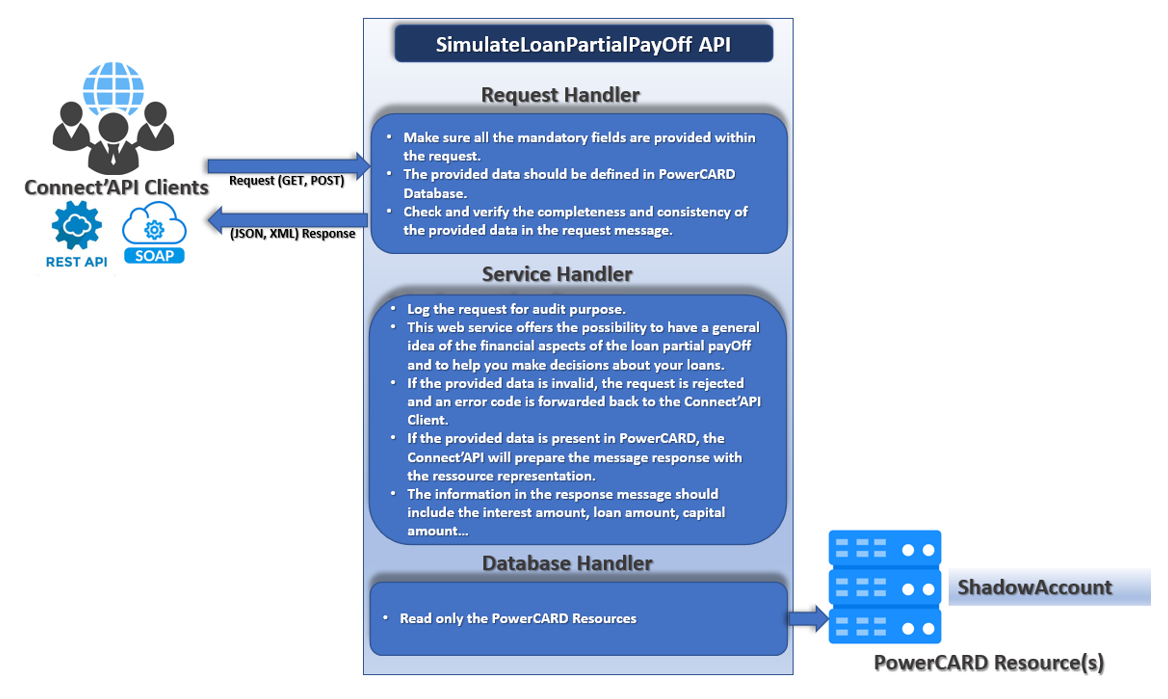 SimulateLoanPartialPayOff API
Request Handler
• Make sure all the mandatory fields are provided within
the request.
• The provided data should be defined in PowerCARD
Database.
• Check and verify the completeness and consistency of
the provided data in the request message.
Connect'API Clients
Request (GET, POST)
(JSON, XML) Response
REST API
SOAP
Service Handler
• Log the request for audit purpose.
• This web service offers the possibility to have a general
idea of the financial aspects of the loan partial payOff
and to help you make decisions about your loans.
• If the provided data is invalid, the request is rejected
and an error code is forwarded back to the Connect'API
Client.
• If the provided data is present in PowerCARD, the
Connect'API will prepare the message response with
the ressource representation.
• The information in the response message should
include the interest amount, loan amount, capital
amount...
Database Handler
• Read only the PowerCARD Resources
ShadowAccount
PowerCARD Resource(s)